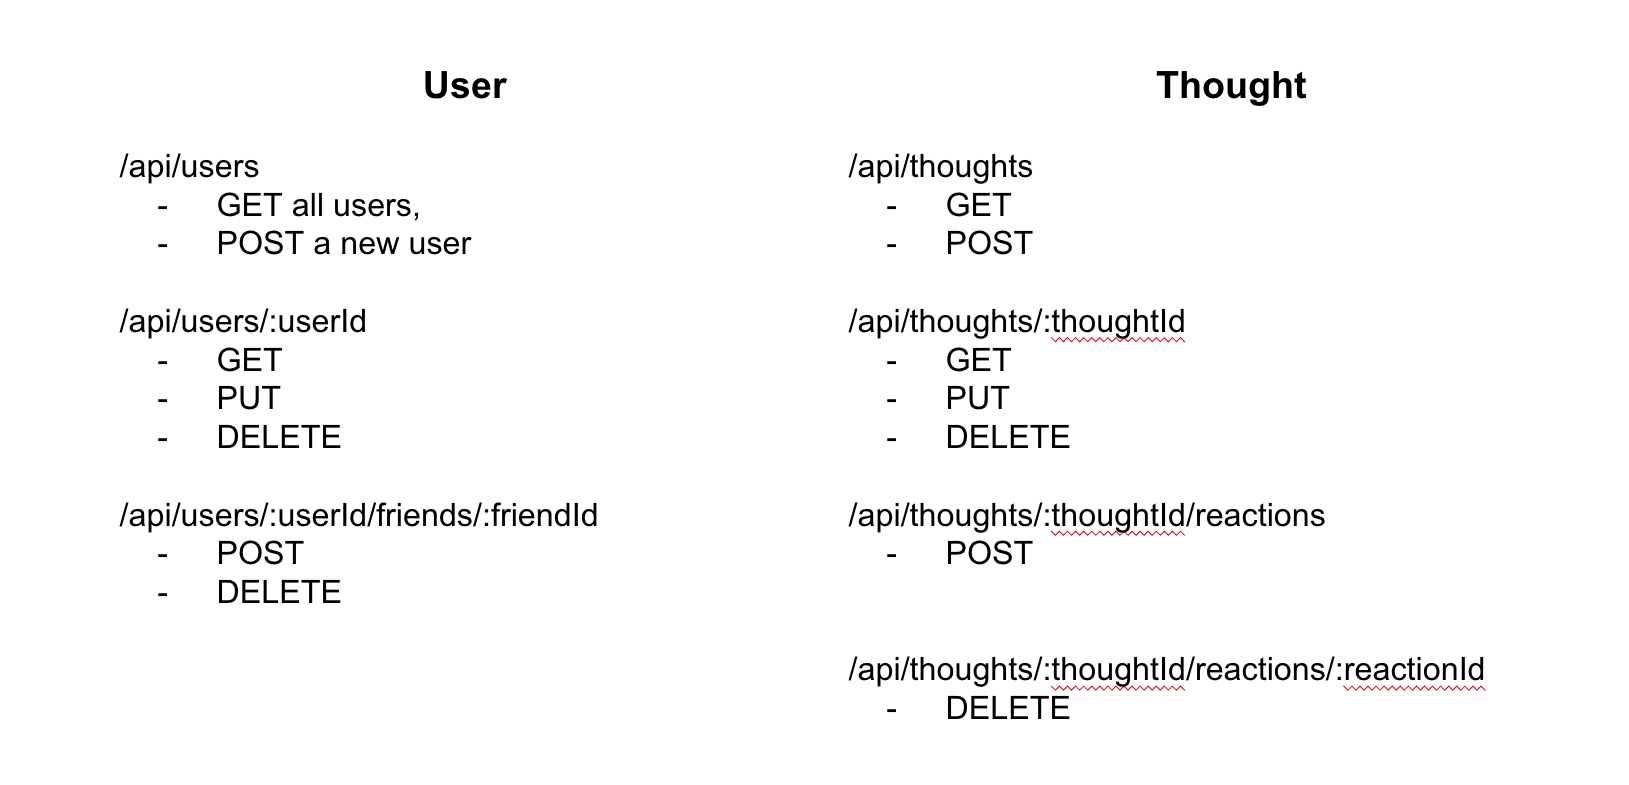 User
/api/users
- GET all users,
- POST a new user
/api/users/:userId
- GET
- PUT
- DELETE
/api/users/:userId/friends/:friendId
- POST
- DELETE
Thought
/api/thoughts
- GET
- POST
/api/thoughts/:thoughtId
- GET
- PUT
- DELETE
/api/thoughts/:thoughtId/reactions
- POST
/api/thoughts/:thoughtId/reactions/:reactionId
- DELETE